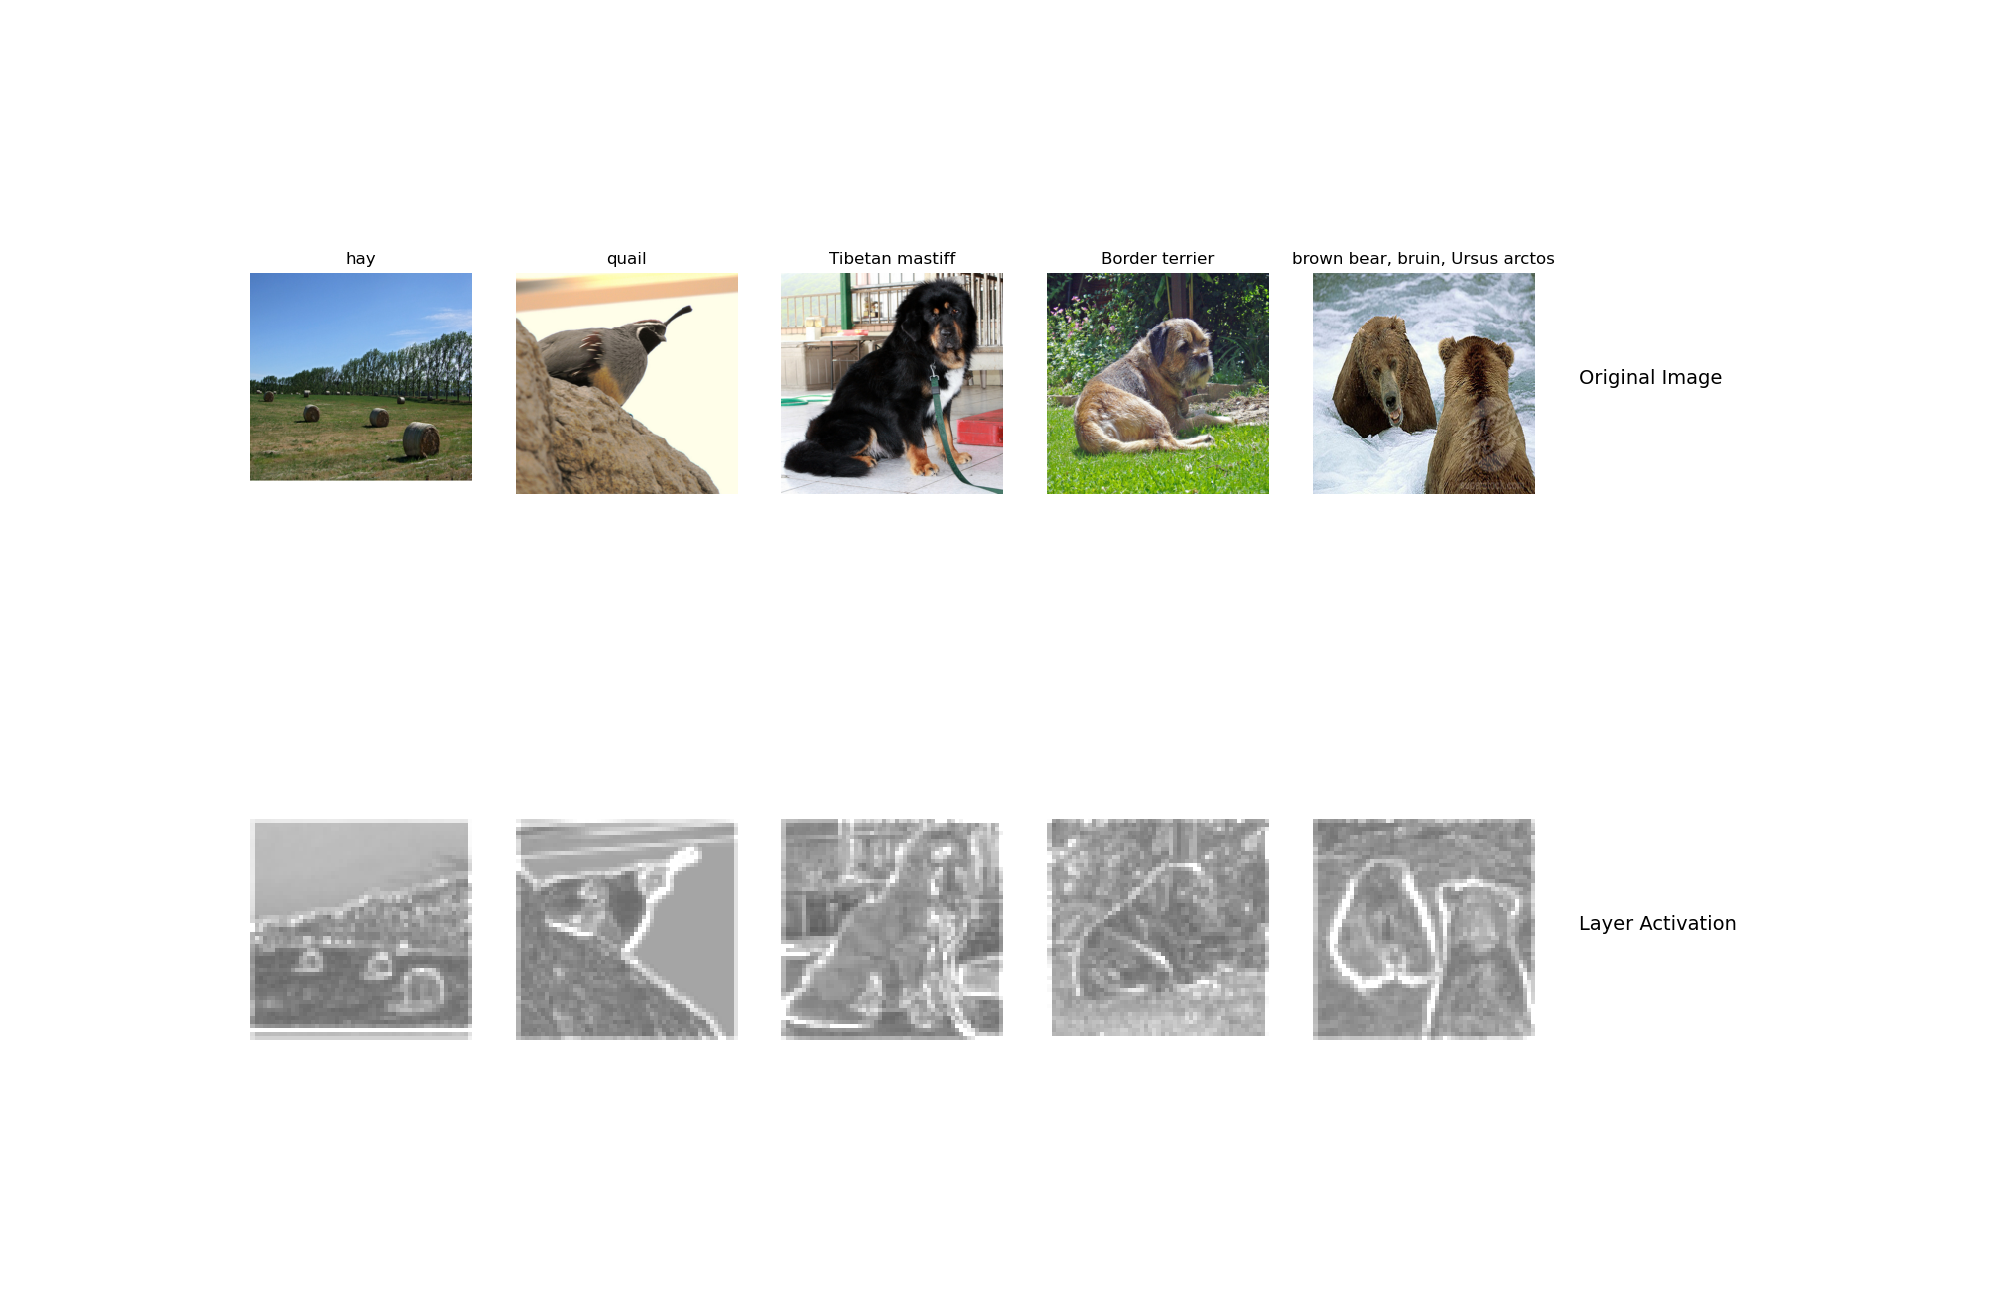 hay
quail
Tibetan mastiff
Border terrier
brown bear, bruin, Ursus arctos
Original Image
Layer Activation